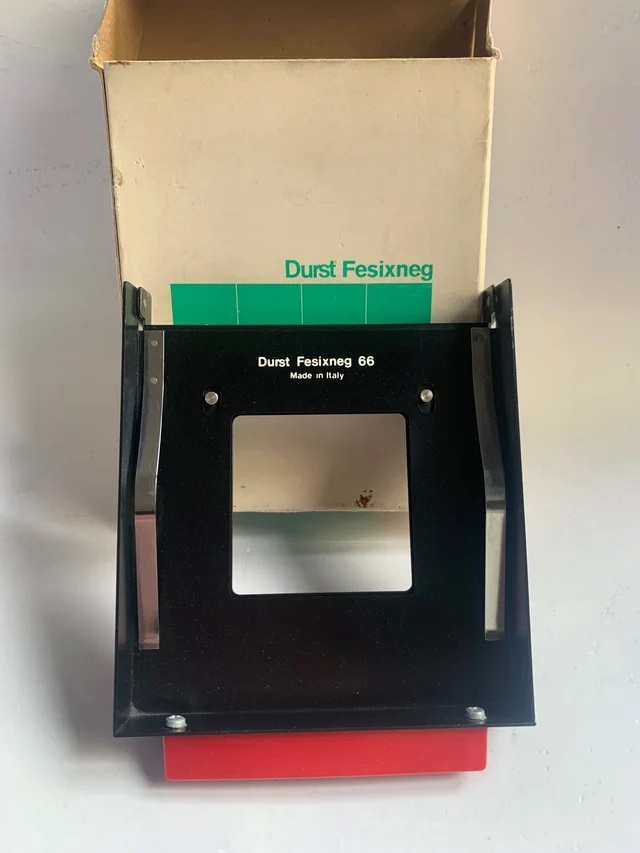 Durst Fesixneg
Durst Fesixneg 66
Made in Italy